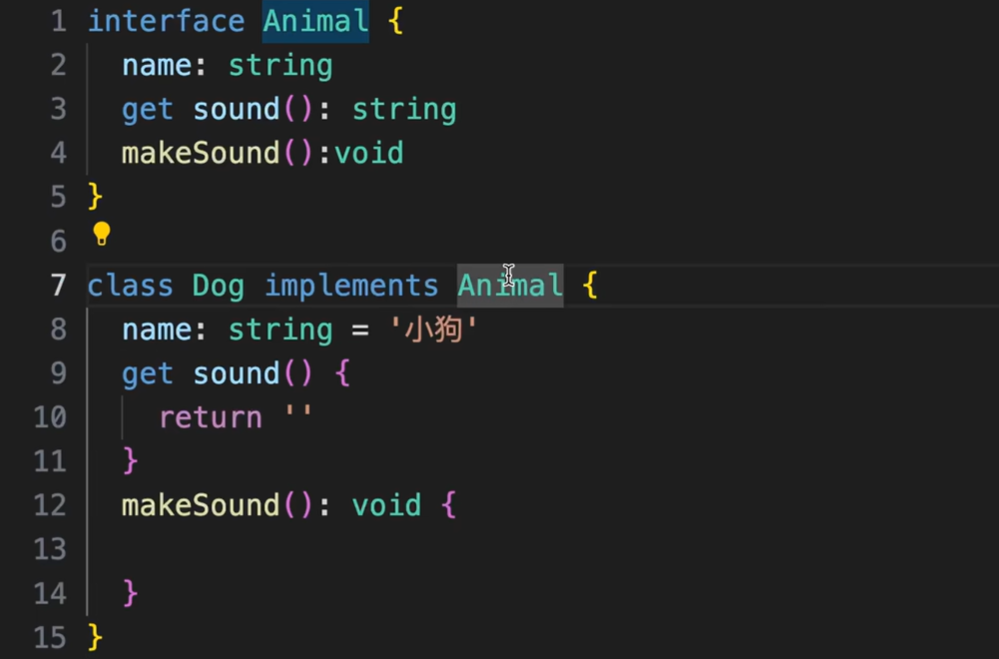 1 interface Animal {
2   name: string
3   get sound(): string
4   makeSound():void
5 }
6
7 class Dog implements Animal {
8   name: string = '小狗'
9   get sound() {
10     return ''
11   }
12   makeSound(): void {
13
14   }
15 }